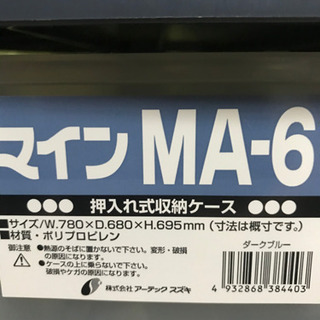 マイン MA-6
●●● 押入れ式収納ケース ●●●
■サイズ/W.780×D.680×H.695mm (寸法は概寸です。)
■材質・ポリプロピレン
御注意 ●熱源のそばに置かないで下さい。変形・破損
の原因になります。
●ケースの上に乗らないで下さい。
破損やケガの原因になります。
ダークブルー
株式会社 アーテック スズキ
4 932868 384403